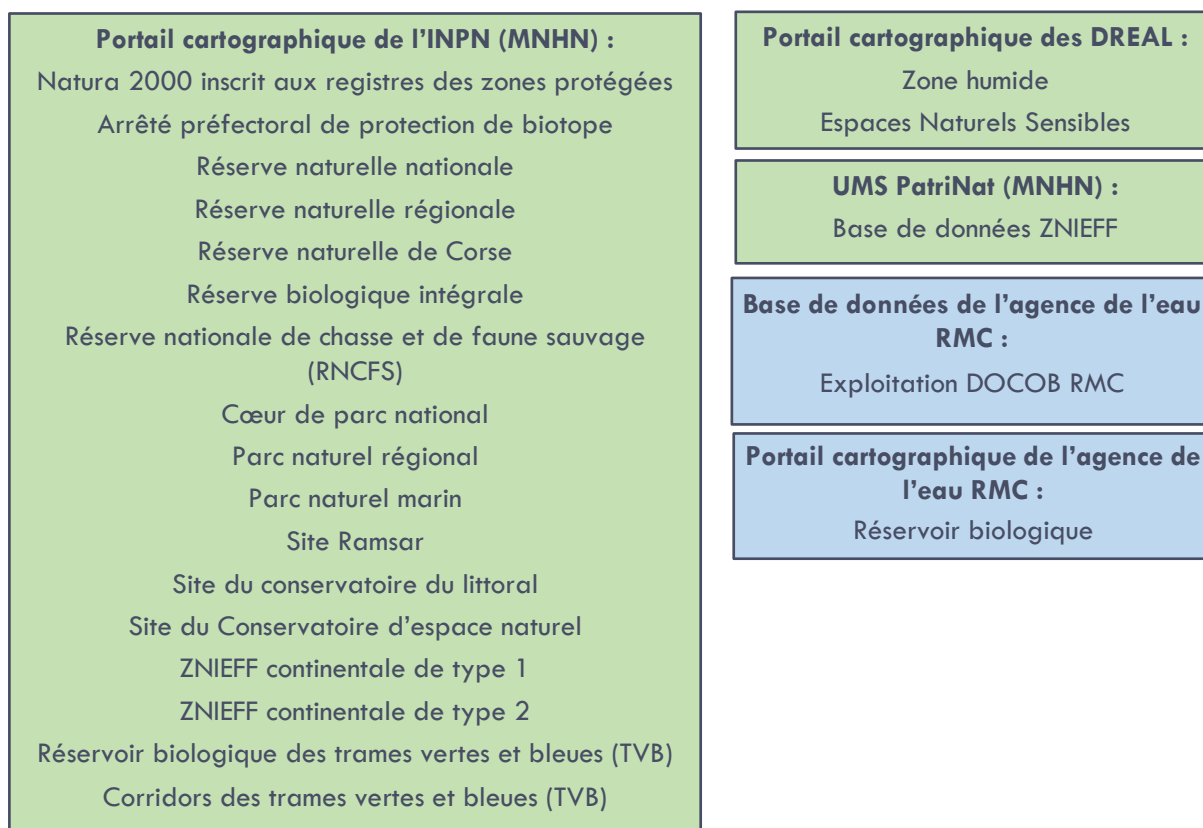 Portail cartographique de l’INPN (MNHN) :
Natura 2000 inscrit aux registres des zones protégées
Arrêté préfectoral de protection de biotope
Réserve naturelle nationale
Réserve naturelle régionale
Réserve naturelle de Corse
Réserve biologique intégrale
Réserve nationale de chasse et de faune sauvage
(RNCFS)
Cœur de parc national
Parc naturel régional
Parc naturel marin
Site Ramsar
Site du conservatoire du littoral
Site du Conservatoire d’espace naturel
ZNIEFF continentale de type 1
ZNIEFF continentale de type 2
Réservoir biologique des trames vertes et bleues (TVB)
Corridors des trames vertes et bleues (TVB)
Portail cartographique des DREAL :
Zone humide
Espaces Naturels Sensibles
UMS PatriNat (MNHN) :
Base de données ZNIEFF
Base de données de l’agence de l’eau
RMC :
Exploitation DOCOB RMC
Portail cartographique de l’agence de
l’eau RMC :
Réservoir biologique